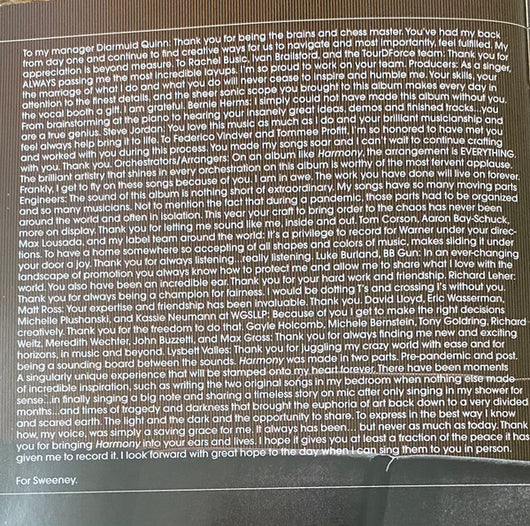 To my manager Diarmuid Quinn: Thank you for being the brains and chess master. You've had my back
from day one and continue to find creative ways for us to navigate and most importantly, feel fulfilled. My
appreciation is beyond measure. To Rachel Busic, Ivan Brailsford, and the TourDForce team: Thank you for
ALWAYS passing me the most incredible layups. I'm so proud to work on your team. Producers: As a singer,
the marriage of what I do and what you do will never cease to inspire and humble me. Your skills, your
attention to the finest details, and the sheer sonic scope you brought to this album makes every day in
the vocal booth a gift. I am grateful. Bernie Herms: I simply could not have made this album without you.
From brainstorming at the piano to hearing your insanely great ideas, demos and finished tracks...you
are a true genius. Steve Jordan: You love this music as much as I do and your brilliant musicianship and
feel always help bring it to life. To Federico Vindver and Tommee Profitt, I'm so honored to have met you
and worked with you during this process. You made my songs soar and I can't wait to continue crafting
with you. Thank you. Orchestrators/Arrangers: On an album like Harmony, the arrangement is EVERYTHING.
The brilliant artistry that shines in every orchestration on this album is worthy of the most fervent applause.
Frankly, I get to fly on these songs because of you. I am in awe. The work you have done will live on forever.
Engineers: The sound of this album is nothing short of extraordinary. My songs have so many moving parts
and so many musicians. Not to mention the fact that during a pandemic, those parts had to be organized
around the world and often in isolation. This year your craft to bring order to the chaos has never been
more on display. Thank you for letting me sound like me, inside and out. Tom Corson, Aaron Bay-Schuck,
Max Lousada, and my label team around the world: It's a privilege to record for Warner under your direc-
tions. To have a home somewhere so accepting of all shapes and colors of music, makes sliding it under
your door a joy. Thank you for always listening...really listening. Luke Burland, BB Gun: In an ever-changing
landscape of promotion you always know how to protect me and allow me to share what I love with the
world. You also have been an incredible ear. Thank you for your hard work and friendship. Richard Leher:
Thank you for always being a champion for fairness. I would be dotting T's and crossing I's without you.
Matt Ross: Your expertise and friendship has been invaluable. Thank you. David Lloyd, Eric Wasserman,
Michelle Plushanski, and Kassie Neumann at WGSLLP: Because of you I get to make the right decisions
creatively. Thank you for the freedom to do that. Gayle Holcomb, Michele Bernstein, Tony Goldring, Richard
Weitz, Meredith Wechter, John Buzzetti, and Max Gross: Thank you for always finding me new and exciting
horizons, in music and beyond. Lysbett Valles: Thank you for juggling my crazy world with ease and for
being a sounding board between the sounds. Harmony was made in two parts. Pre-pandemic and post.
A singularly unique experience that will be stamped onto my heart forever. There have been moments
of incredible inspiration, such as writing the two original songs in my bedroom when nothing else made
sense...in finally singing a big note and sharing a timeless story on mic after only singing in my shower for
months...and times of tragedy and darkness that brought the euphoria of art back down to a very divided
and scared earth. The light and the dark and the opportunity to share. To express in the best way I know
how, my voice, was simply a saving grace for me. It always has been... but never as much as today. Thank
you for bringing Harmony into your ears and lives. I hope it gives you at least a fraction of the peace it has
given me to record it. I look forward with great hope to the day when I can sing them to you in person.
For Sweeney.